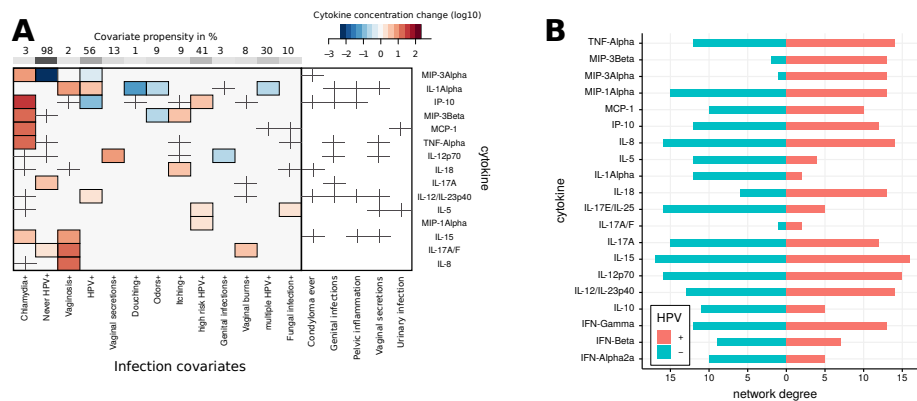 A
Cytokine concentration change (log10)
−3 −2 −1 0 1 2
Covariate propensity in %
3 98 2 56 13 1 9 41 3 8 30 10
MIP-3Alpha
IL-1Alpha
IP-10
MIP-3Beta
MCP-1
TNF-Alpha
IL-12p70
IL-18
IL-17A
IL-12/IL-23p40
IL-5
MIP-1Alpha
IL-15
IL-17A/F
IL-8
cytokine
Chlamydia+
Never HPV+
Vaginosis+
HPV+
Vaginal secretions+
Douching+
Odors+
Itching+
high risk HPV+
Genital infections+
Vaginal burns+
multiple HPV+
Fungal infection+
Condyloma ever
Genital infections
Pelvic inflammation
Vaginal secretions
Urinary infection
Infection covariates
B
TNF-Alpha
MIP-3Beta
MIP-3Alpha
MIP-1Alpha
MCP-1
IP-10
IL-8
IL-5
IL-1Alpha
IL-18
IL-17E/IL-25
IL-17A/F
IL-17A
IL-15
IL-12p70
IL-12/IL-23p40
IL-10
IFN-Gamma
IFN-Beta
IFN-Alpha2a
cytokine
HPV
+
−
15 10 5 0 5 10 15
network degree